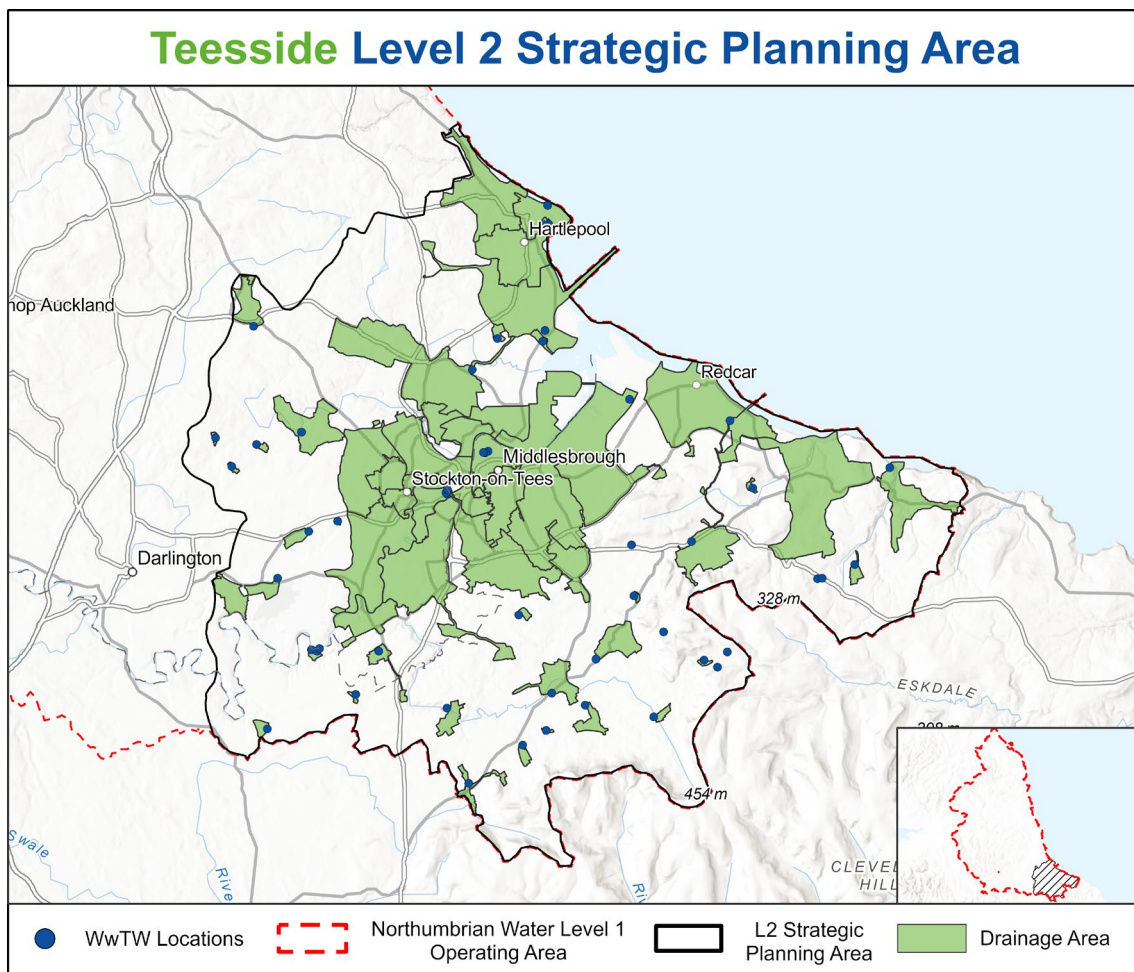 Teesside Level 2 Strategic Planning Area
Hartlepool
hop Auckland
Redcar
Middlesbrough
Stockton-on-Tees
Darlington
328 m
ESKDALE
454 m
Swale
CLEVEL
HILL
WwTW Locations
Northumbrian Water Level 1
Operating Area
L2 Strategic
Planning Area
Drainage Area